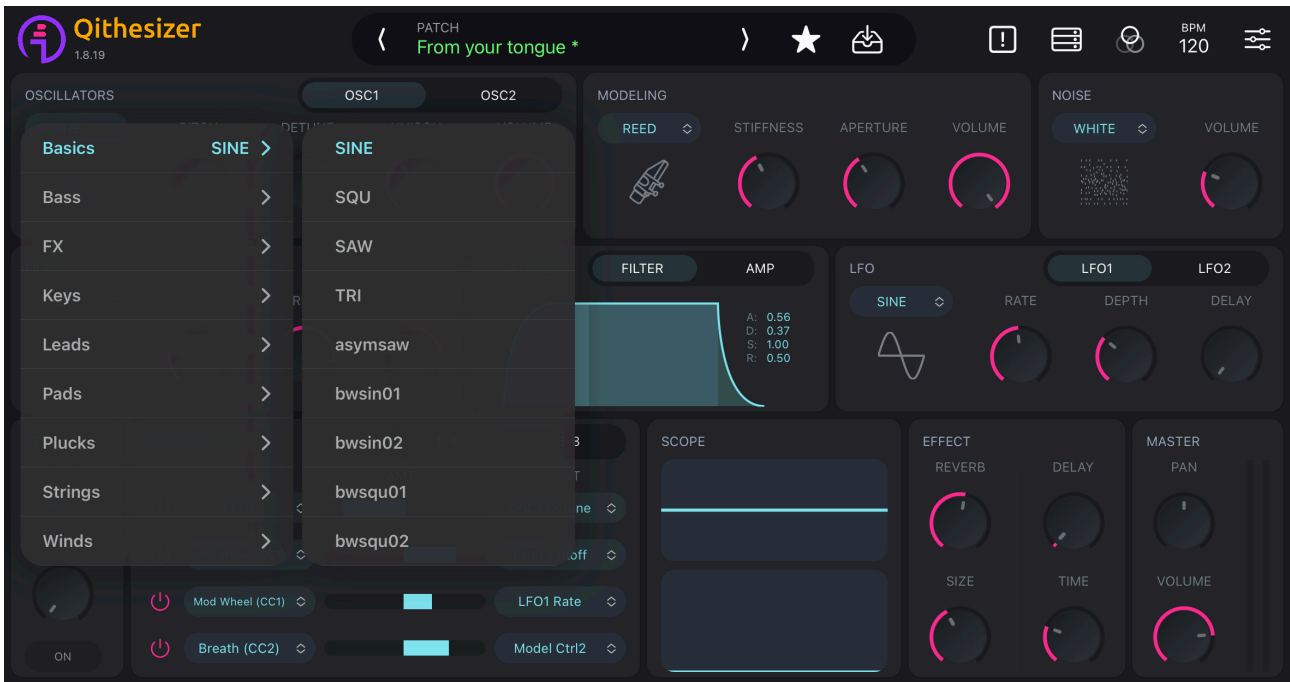 Qithesizer
1.8.19
PATCH
From your tongue *
BPM
120
OSCILLATORS
OSC1
OSC2
MODELING
NOISE
REED
STIFFNESS
APERTURE
VOLUME
WHITE
VOLUME
Basics SINE
Bass
FX
Keys
Leads
Pads
Plucks
Strings
Winds
SINE
SQU
SAW
TRI
asymsaw
bwsin01
bwsin02
bwsqu01
bwsqu02
FILTER
AMP
A: 0.56
D: 0.37
S: 1.00
R: 0.50
LFO
LFO1
LFO2
SINE
RATE
DEPTH
DELAY
Mod Wheel (CC1)
LFO1 Rate
Breath (CC2)
Model Ctrl2
ON
SCOPE
EFFECT
REVERB
DELAY
SIZE
TIME
MASTER
PAN
VOLUME